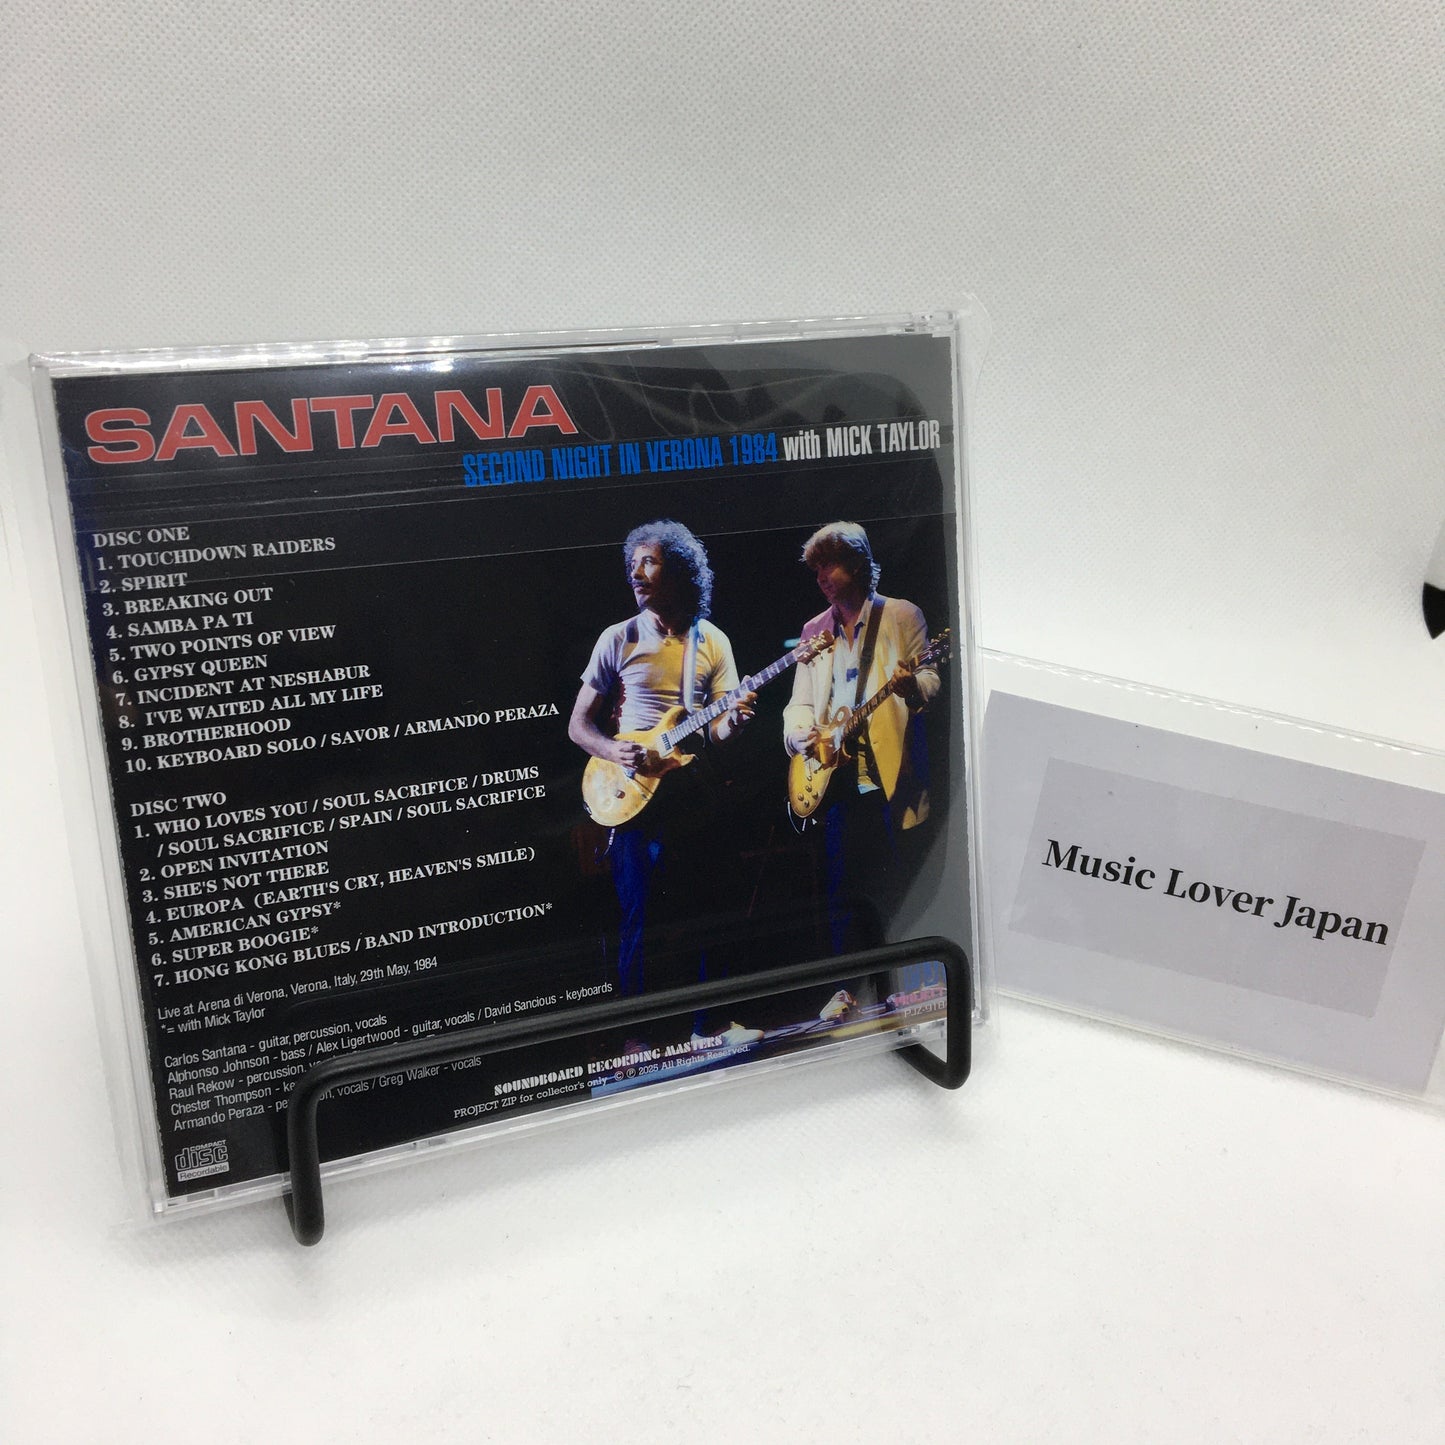 SANTANA
SECOND NIGHT IN VERONA 1984 with MICK TAYLOR
DISC ONE
1. TOUCHDOWN RAIDERS
2. SPIRIT
3. BREAKING OUT
4. SAMBA PA TI
5. TWO POINTS OF VIEW
6. GYPSY QUEEN
7. INCIDENT AT NESHABUR
8. I'VE WAITED ALL MY LIFE
9. BROTHERHOOD
10. KEYBOARD SOLO / SAVOR / ARMANDO PERAZA
DISC TWO
1. WHO LOVES YOU / SOUL SACRIFICE / DRUMS
/ SOUL SACRIFICE / SPAIN / SOUL SACRIFICE
2. OPEN INVITATION
3. SHE'S NOT THERE
4. EUROPA (EARTH'S CRY, HEAVEN'S SMILE)
5. AMERICAN GYPSY*
6. SUPER BOOGIE*
7. HONG KONG BLUES / BAND INTRODUCTION*
Live at Arena di Verona, Verona, Italy, 29th May, 1984
*= with Mick Taylor
Carlos Santana - guitar, percussion, vocals
Alphonso Johnson - bass / Alex Ligertwood - guitar, vocals / David Sancious - keyboards
Raul Rekow - percussion,
Chester Thompson - vocals / Greg Walker - vocals
Armando Peraza -
SOUNDBOARD RECORDING MASTERS
PROJECT ZIP for collector's only © ℗ 2025 All Rights Reserved.
COMPACT
disc
Recordable
Music Lover Japan